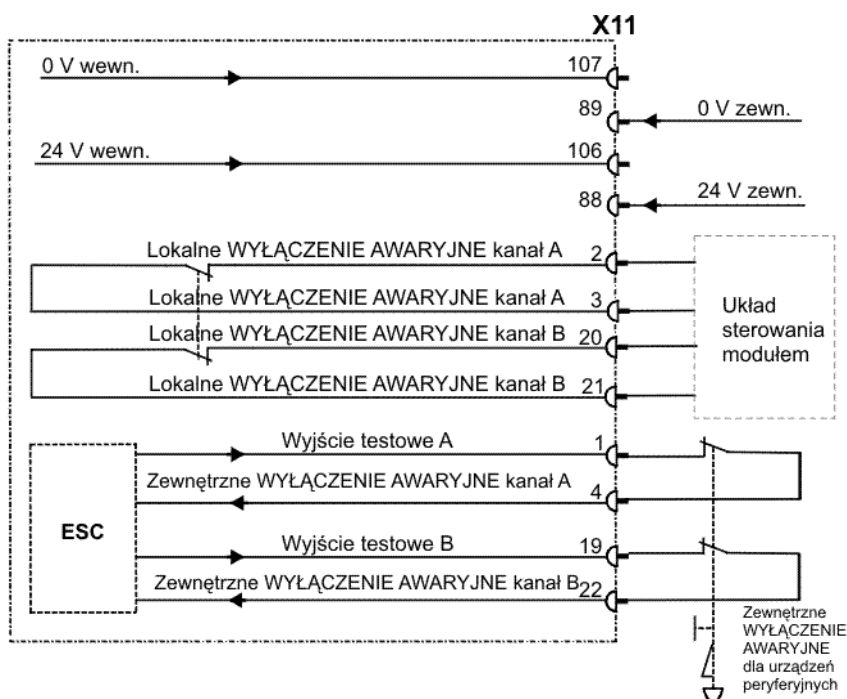 X11
0 V wewn.
107
89
0 V zewn.
24 V wewn.
106
88
24 V zewn.
Lokalne WYŁĄCZENIE AWARYJNE kanał A
2
Lokalne WYŁĄCZENIE AWARYJNE kanał A
3
Lokalne WYŁĄCZENIE AWARYJNE kanał B
20
Lokalne WYŁĄCZENIE AWARYJNE kanał B
21
Układ
sterowania
modułem
Wyjście testowe A
1
Zewnętrzne WYŁĄCZENIE AWARYJNE kanał A
4
ESC
Wyjście testowe B
19
Zewnętrzne WYŁĄCZENIE AWARYJNE kanał B
22
Zewnętrzne
WYŁĄCZENIE
AWARYJNE
dla urządzeń
peryferyjnych